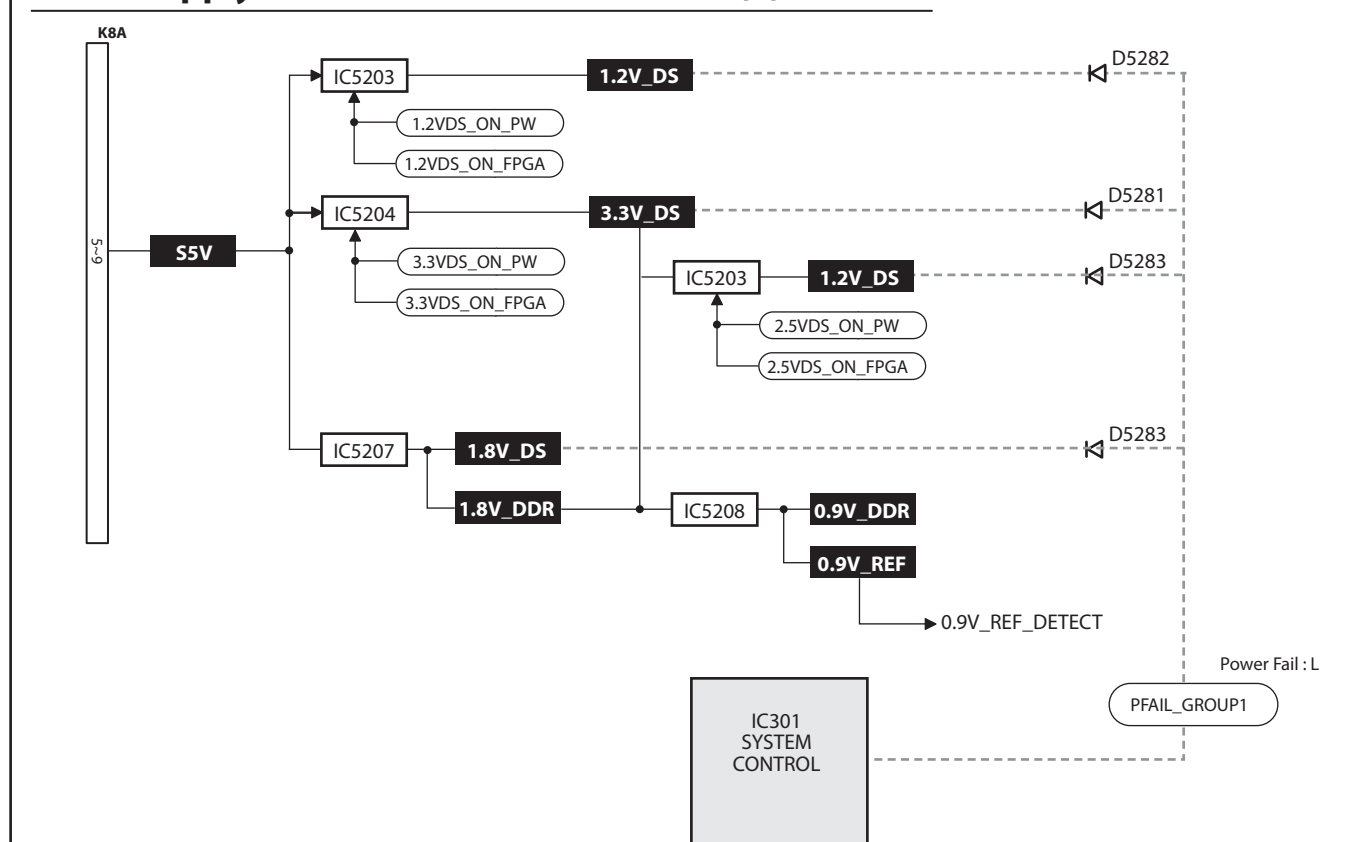 K8A
IC5203
1.2V_DS
D5282
1.2VDS_ON_PW
1.2VDS_ON_FPGA
IC5204
3.3V_DS
D5281
5~9
S5V
3.3VDS_ON_PW
3.3VDS_ON_FPGA
IC5203
1.2V_DS
D5283
2.5VDS_ON_PW
2.5VDS_ON_FPGA
IC5207
1.8V_DS
D5283
1.8V_DDR
IC5208
0.9V_DDR
0.9V_REF
0.9V_REF_DETECT
Power Fail : L
PFAIL_GROUP1
IC301
SYSTEM
CONTROL